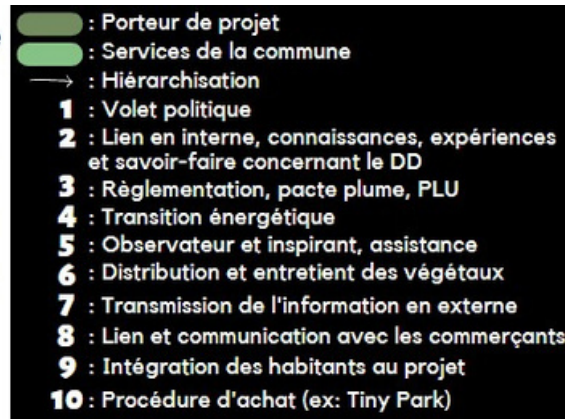 : Porteur de projet
: Services de la commune
: Hiérarchisation
1 : Volet politique
2 : Lien en interne, connaissances, expériences
et savoir-faire concernant le DD
3 : Règlementation, pacte plume, PLU
4 : Transition énergétique
5 : Observateur et inspirant, assistance
6 : Distribution et entretient des végétaux
7 : Transmission de l'information en externe
8 : Lien et communication avec les commerçants
9 : Intégration des habitants au projet
10 : Procédure d'achat (ex: Tiny Park)